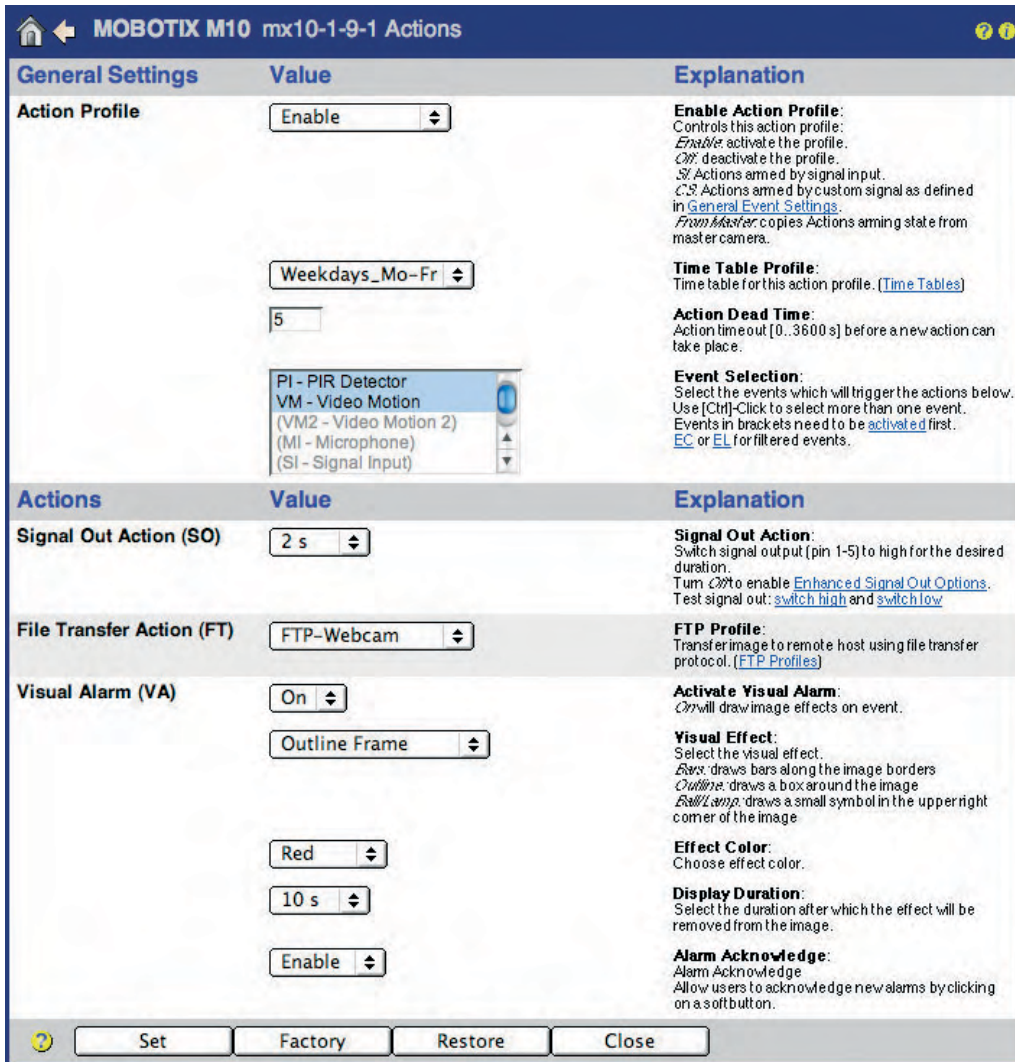 MOBOTIX M10 mx10-1-9-1 Actions
General Settings Value Explanation
Action Profile
Enable
Enable Action Profile:
Controls this action profile:
Enable: activate the profile.
Off: deactivate the profile.
SI: Actions armed by signal input.
CS: Actions armed by custom signal as defined
in General Event Settings.
From Master: copies Actions arming state from
master camera.
Weekdays_Mo-Fr
Time Table Profile:
Time table for this action profile. (Time Tables)
5
Action Dead Time:
Action timeout [0..3600 s] before a new action can
take place.
PI - PIR Detector
VM - Video Motion
(VM2 - Video Motion 2)
(MI - Microphone)
(SI - Signal Input)
Event Selection:
Select the events which will trigger the actions below.
Use [Ctrl]-Click to select more than one event.
Events in brackets need to be activated first.
EC or EL for filtered events.
Actions Value Explanation
Signal Out Action (SO)
2 s
Signal Out Action:
Switch signal output (pin 1-5) to high for the desired
duration.
Turn Off to enable Enhanced Signal Out Options.
Test signal out: switch high and switch low
File Transfer Action (FT)
FTP-Webcam
FTP Profile:
Transfer image to remote host using file transfer
protocol. (FTP Profiles)
Visual Alarm (VA)
On
Activate Visual Alarm:
On will draw image effects on event.
Outline Frame
Visual Effect:
Select the visual effect.
Bars: draws bars along the image borders
Outline: draws a box around the image
Ball/Lamp: draws a small symbol in the upper right
corner of the image
Red
Effect Color:
Choose effect color.
10 s
Display Duration:
Select the duration after which the effect will be
removed from the image.
Enable
Alarm Acknowledge:
Alarm Acknowledge
Allow users to acknowledge new alarms by clicking
on a softbutton.
? Set Factory Restore Close